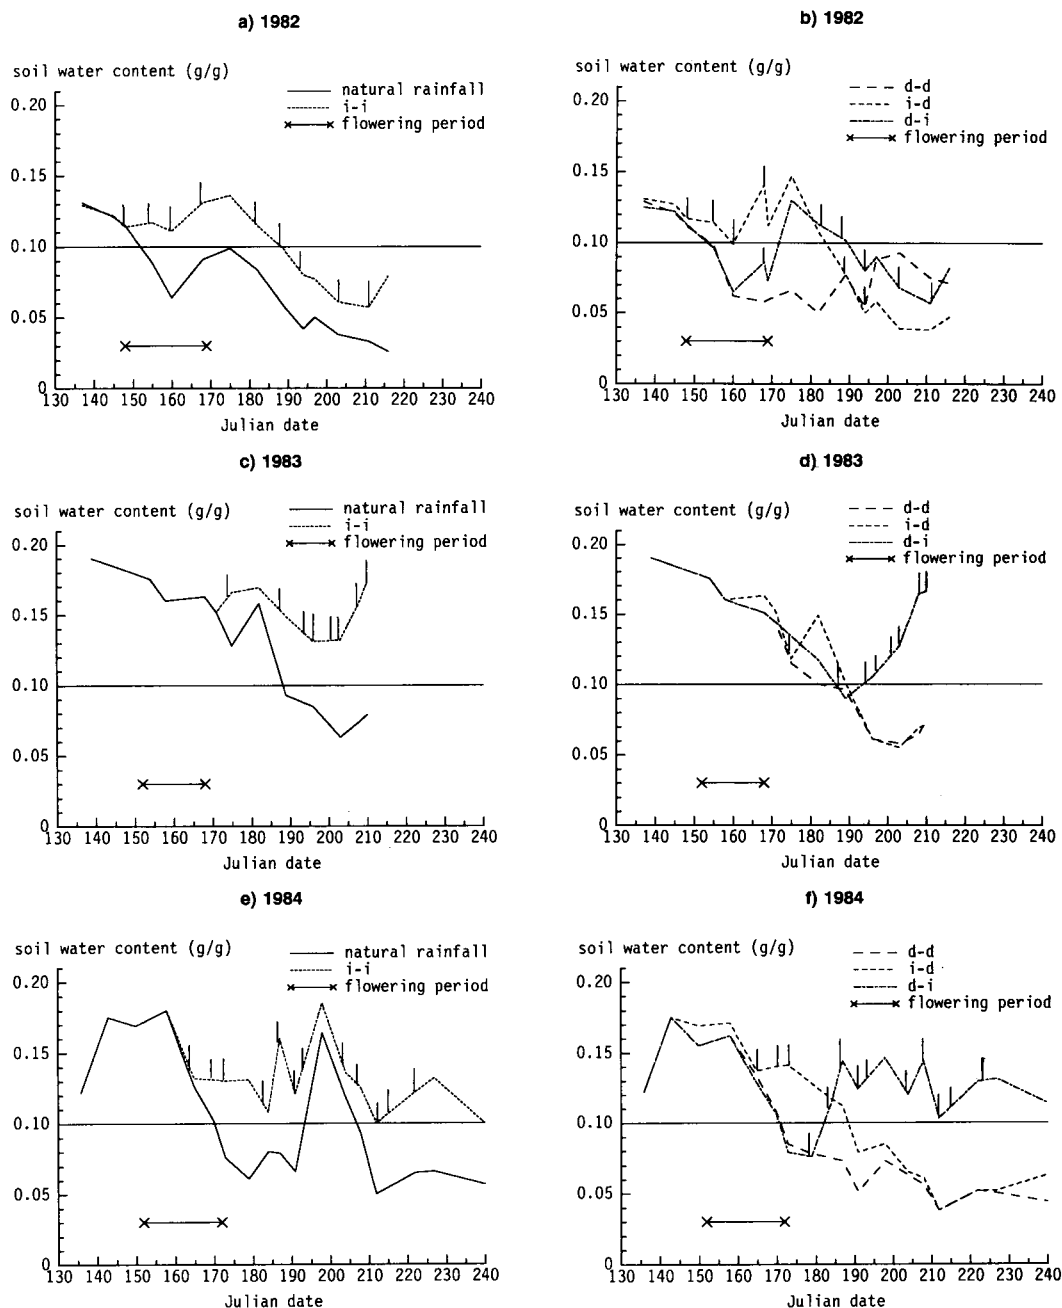 a) 1982
soil water content (g/g)
natural rainfall
i-i
flowering period
0.20
0.15
0.10
0.05
0
130 140 150 160 170 180 190 200 210 220 230 240
Julian date
b) 1982
soil water content (g/g)
d-d
i-d
d-i
flowering period
0.20
0.15
0.10
0.05
0
130 140 150 160 170 180 190 200 210 220 230 240
Julian date
c) 1983
soil water content (g/g)
natural rainfall
i-i
flowering period
0.20
0.15
0.10
0.05
0
130 140 150 160 170 180 190 200 210 220 230 240
Julian date
d) 1983
soil water content (g/g)
d-d
i-d
d-i
flowering period
0.20
0.15
0.10
0.05
0
130 140 150 160 170 180 190 200 210 220 230 240
Julian date
e) 1984
soil water content (g/g)
natural rainfall
i-i
flowering period
0.20
0.15
0.10
0.05
0
130 140 150 160 170 180 190 200 210 220 230 240
Julian date
f) 1984
soil water content (g/g)
d-d
i-d
d-i
flowering period
0.20
0.15
0.10
0.05
0
130 140 150 160 170 180 190 200 210 220 230 240
Julian date